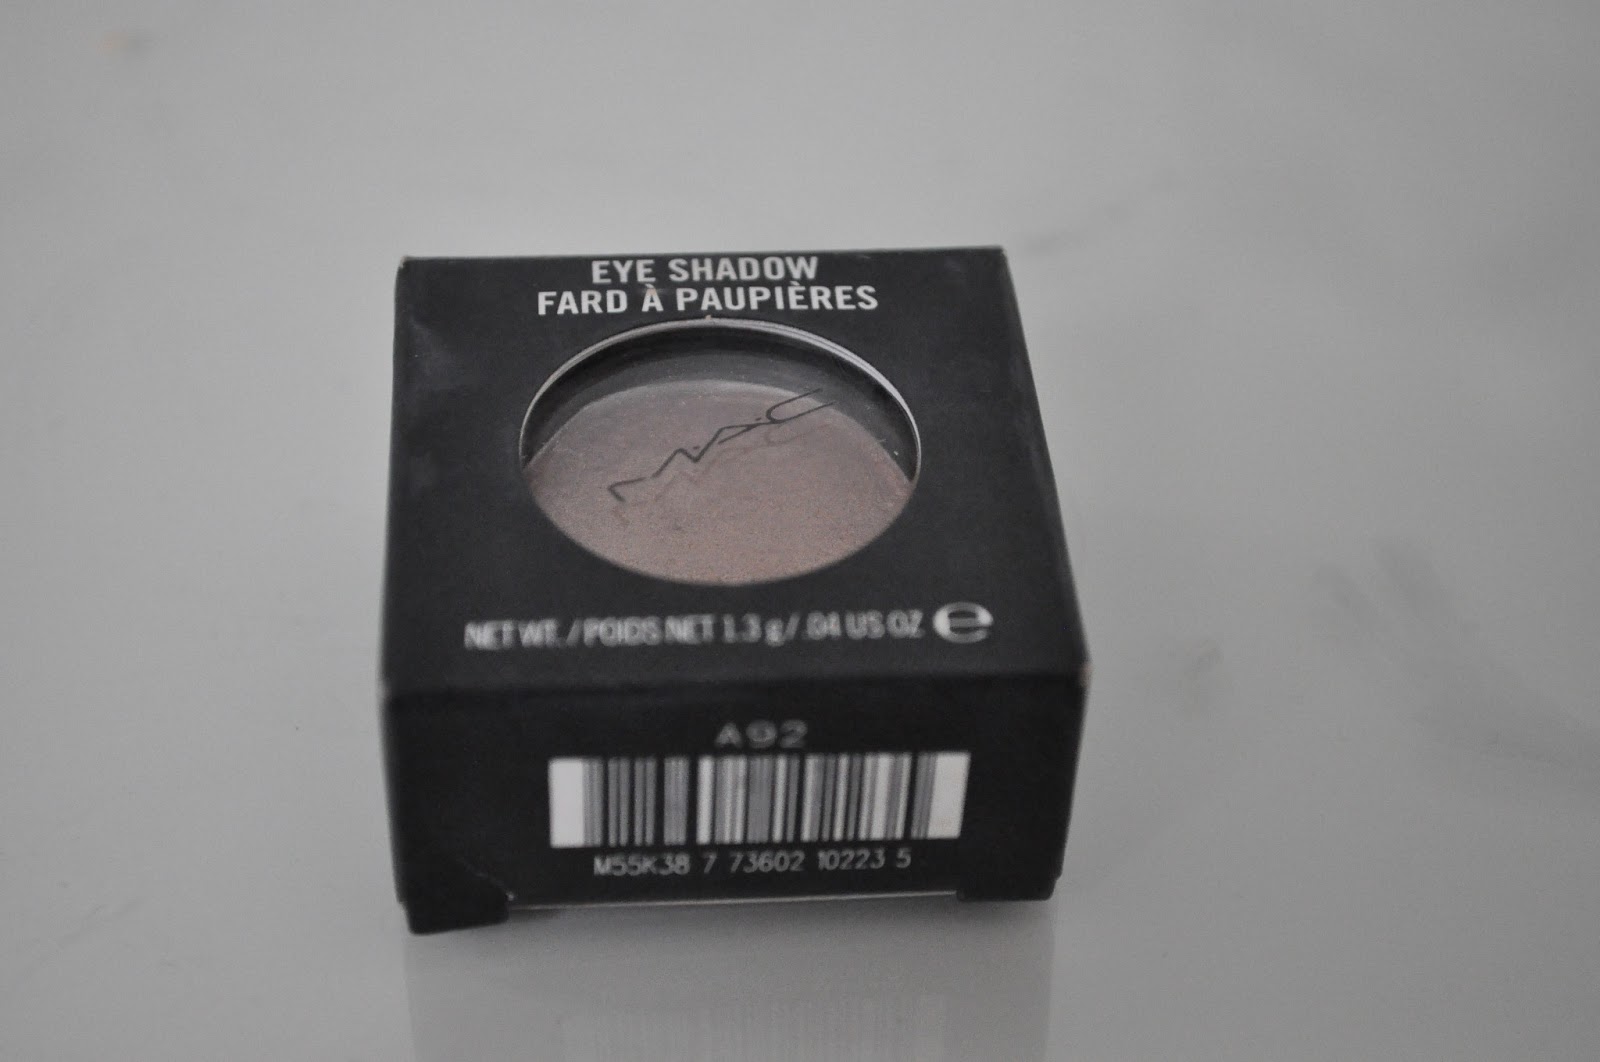 EYE SHADOW
FARD À PAUPIÈRES
M·A·C
NET WT. / POIDS NET 1.3 g / .04 US OZ ℮
A92
M55K38 7 73602 10223 5